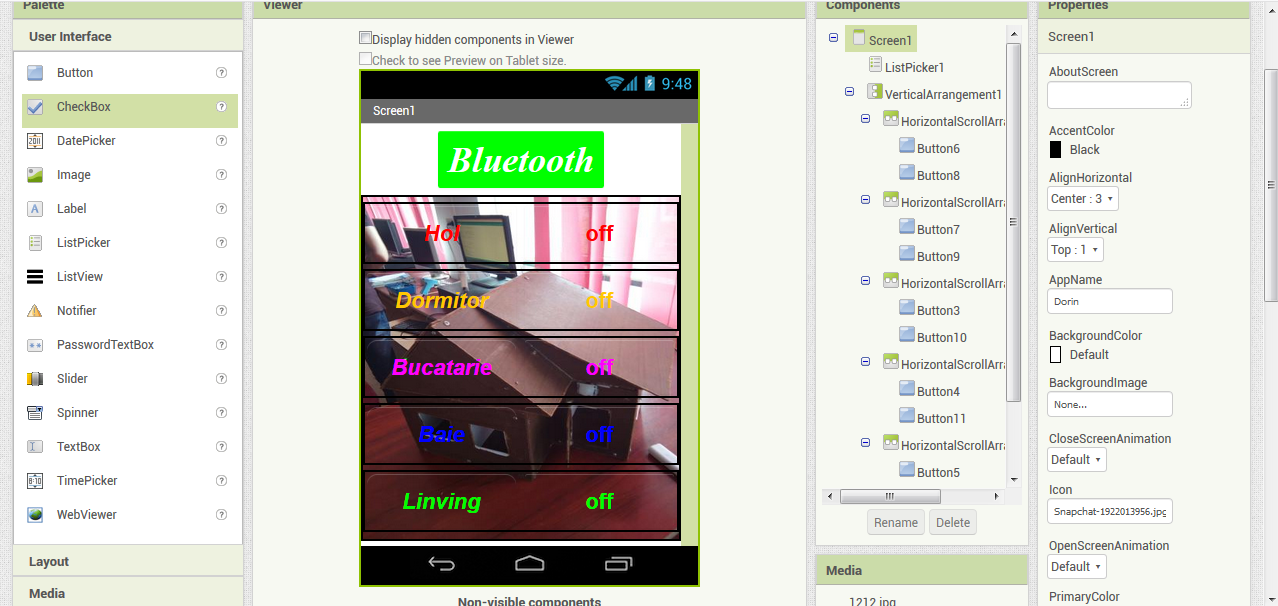 Palette
User Interface
Button
CheckBox
DatePicker
Image
Label
ListPicker
ListView
Notifier
PasswordTextBox
Slider
Spinner
TextBox
TimePicker
WebViewer
Layout
Media
Viewer
Display hidden components in Viewer
Check to see Preview on Tablet size.
9:48
Screen1
Bluetooth
Hol off
Dormitor off
Bucatarie off
Baie off
Linving off
Non-visible components
Components
Screen1
ListPicker1
VerticalArrangement1
HorizontalScrollArra
Button6
Button8
HorizontalScrollArra
Button7
Button9
HorizontalScrollArra
Button3
Button10
HorizontalScrollArra
Button4
Button11
HorizontalScrollArra
Button5
Rename Delete
Media
1212.jpg
Properties
Screen1
AboutScreen
AccentColor
Black
AlignHorizontal
Center : 3
AlignVertical
Top : 1
AppName
Dorin
BackgroundColor
Default
BackgroundImage
None...
CloseScreenAnimation
Default
Icon
Snapchat-1922013956.jpg
OpenScreenAnimation
Default
PrimaryColor